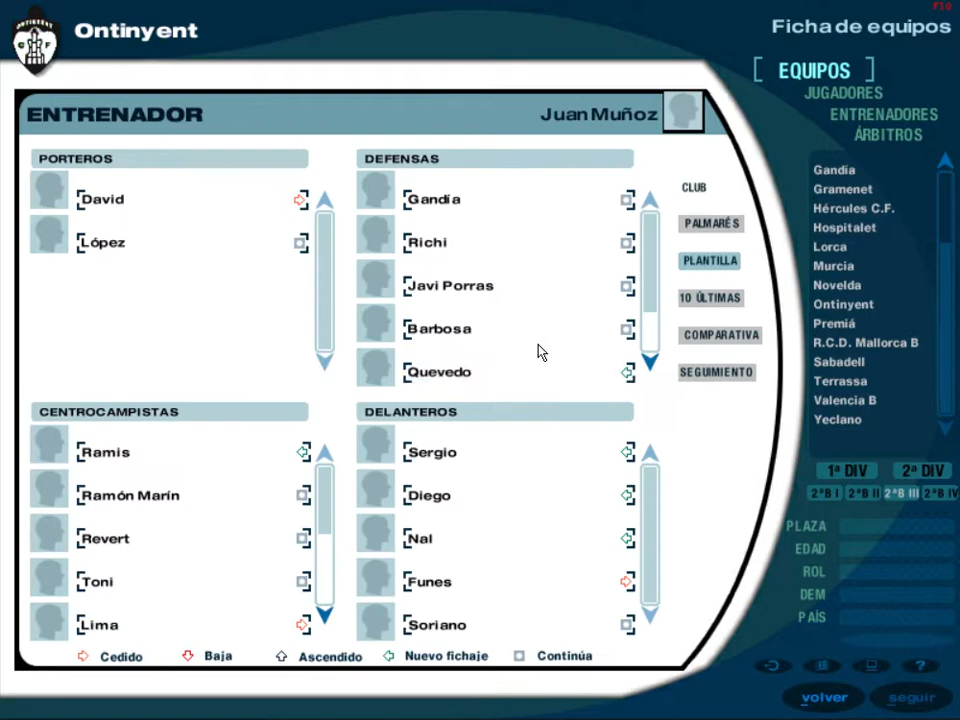 F10
Ontinyent
Ficha de equipos
EQUIPOS
JUGADORES
ENTRENADORES
ÁRBITROS
ENTRENADOR
Juan Muñoz
PORTEROS
David
López
DEFENSAS
Gandía
Richi
Javi Porras
Barbosa
Quevedo
CENTROCAMPISTAS
Ramis
Ramón Marín
Revert
Toni
Lima
DELANTEROS
Sergio
Diego
Nal
Funes
Soriano
Cedido
Baja
Ascendido
Nuevo fichaje
Continúa
CLUB
PALMARÉS
PLANTILLA
10 ÚLTIMAS
COMPARATIVA
SEGUIMIENTO
Gandía
Gramenet
Hércules C.F.
Hospitalet
Lorca
Murcia
Novelda
Ontinyent
Premiá
R.C.D. Mallorca B
Sabadell
Terrassa
Valencia B
Yeclano
1ª DIV 2ª DIV
2ªB I 2ªB II 2ªB III 2ªB IV
PLAZA
EDAD
ROL
DEM
PAÍS
?
volver
seguir